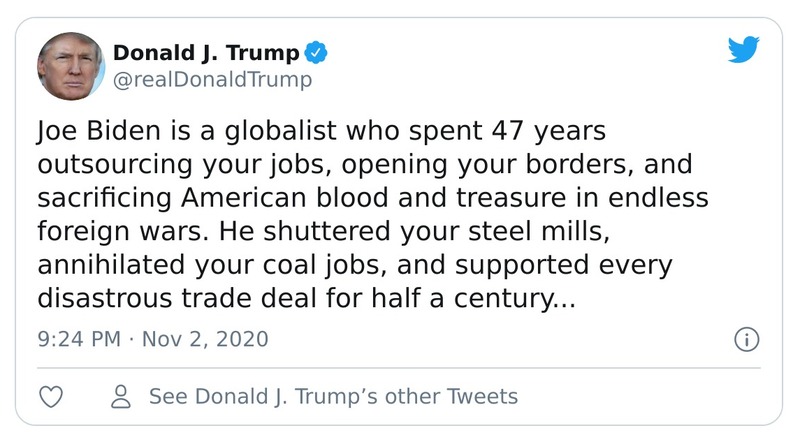 Donald J. Trump
@realDonaldTrump
Joe Biden is a globalist who spent 47 years
outsourcing your jobs, opening your borders, and
sacrificing American blood and treasure in endless
foreign wars. He shuttered your steel mills,
annihilated your coal jobs, and supported every
disastrous trade deal for half a century...
9:24 PM · Nov 2, 2020
See Donald J. Trump’s other Tweets